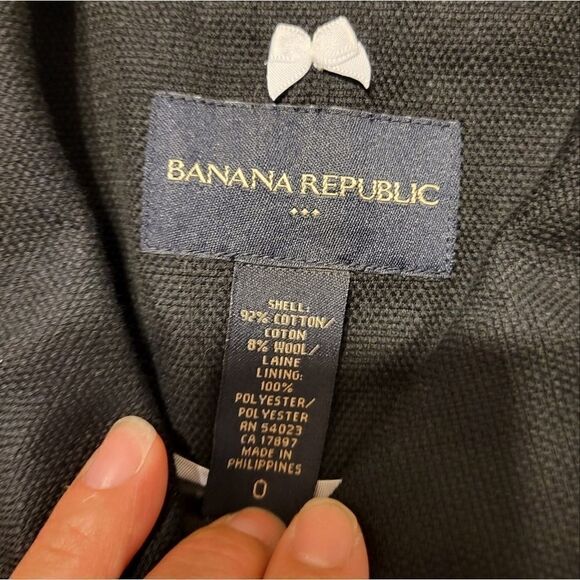 BANANA REPUBLIC
SHELL:
92% COTTON/
COTON
8% WOOL/
LAINE
LINING:
100%
POLYESTER/
POLYESTER
RN 54023
CA 17897
MADE IN
PHILIPPINES
0